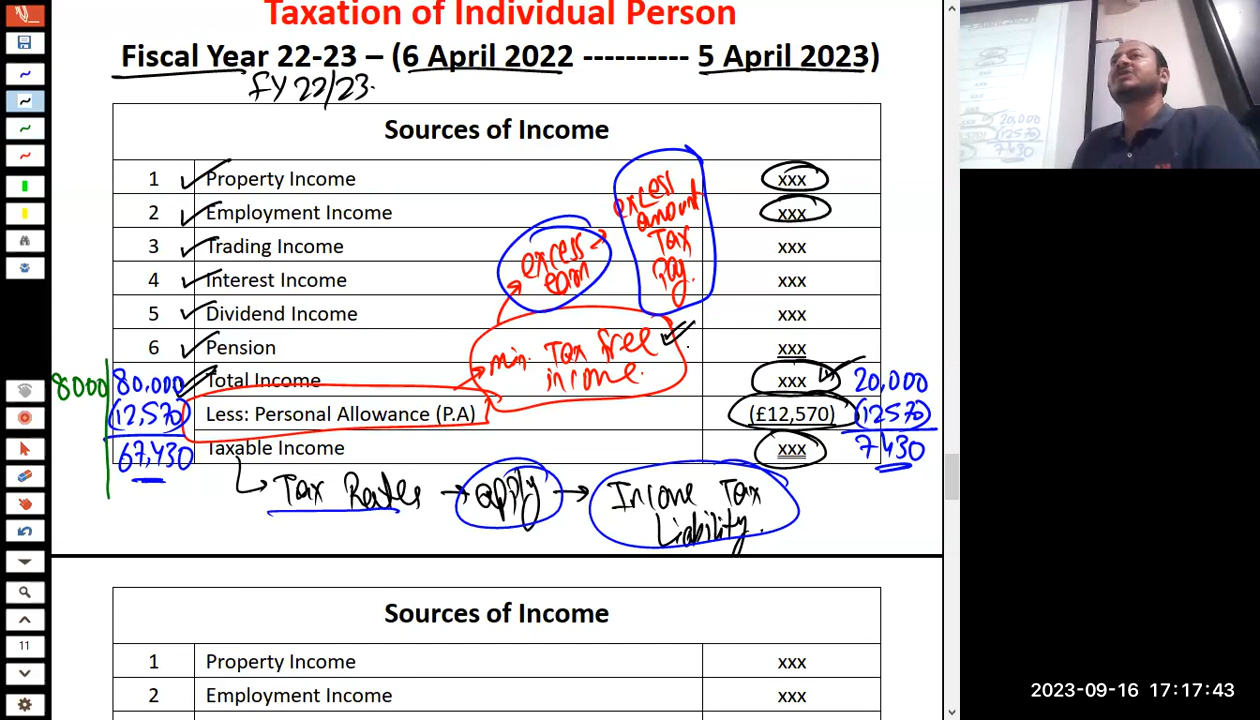 Taxation of Individual Person
Fiscal Year 22-23 – (6 April 2022 ---------- 5 April 2023)
FY 22/23.
Sources of Income
1 Property Income xxx
2 Employment Income xxx
3 Trading Income xxx
4 Interest Income xxx
5 Dividend Income xxx
6 Pension xxx
excess
earn
excess
amount
Tax
Pay.
min. Tax free
income.
8000 80,000 Total Income xxx 20,000
(12,570) Less: Personal Allowance (P.A) (£12,570) (12570)
67,430 Taxable Income xxx 7430
Tax Rates apply Income Tax
Liability.
Sources of Income
1 Property Income xxx
2 Employment Income xxx
11
20,000
(12570)
7430
2023-09-16 17:17:43